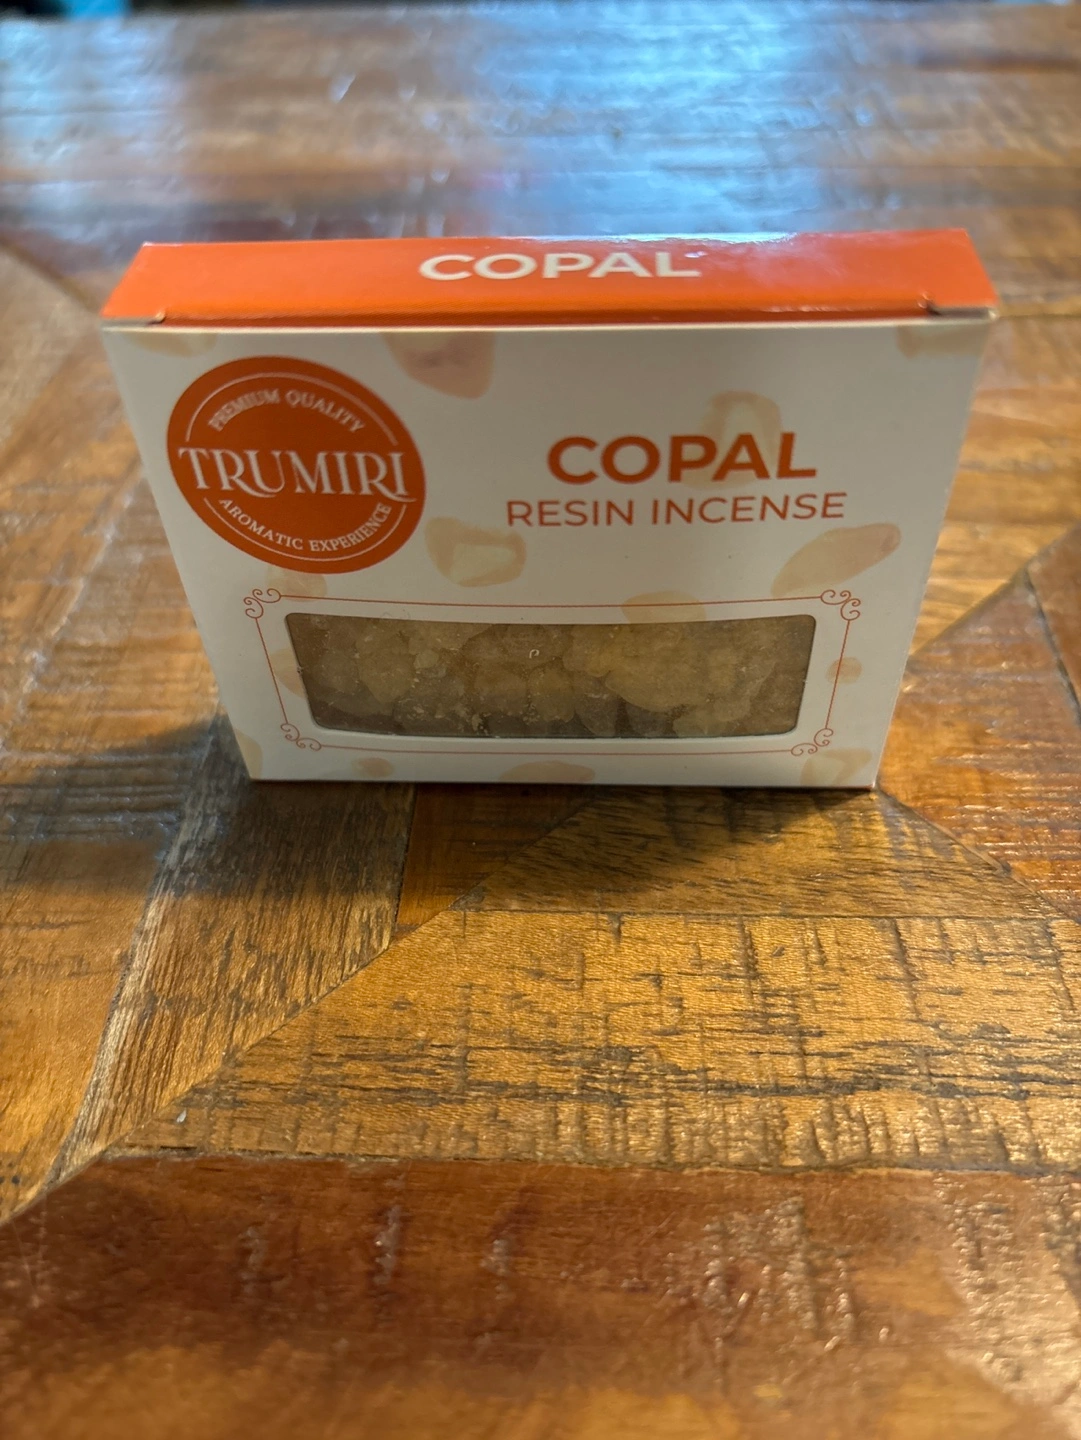 COPAL
PREMIUM QUALITY
TRUMIRI
AROMATIC EXPERIENCE
COPAL
RESIN INCENSE